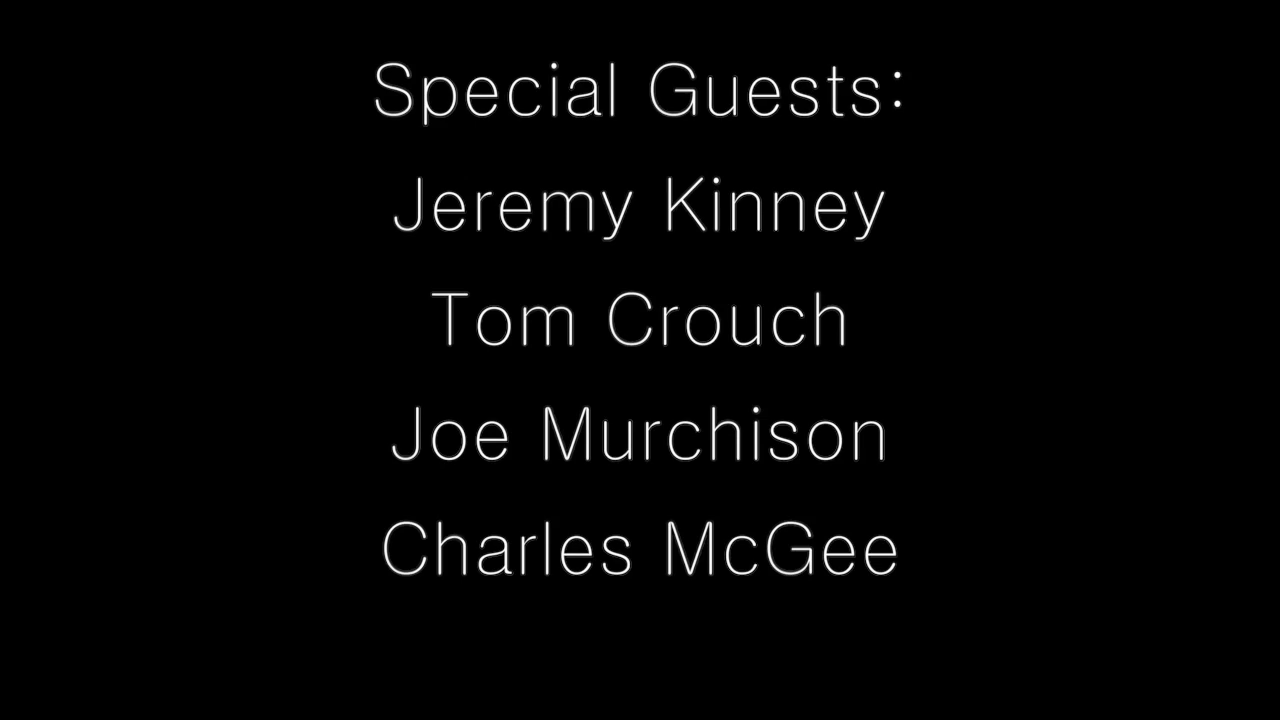 Special Guests:
Jeremy Kinney
Tom Crouch
Joe Murchison
Charles McGee